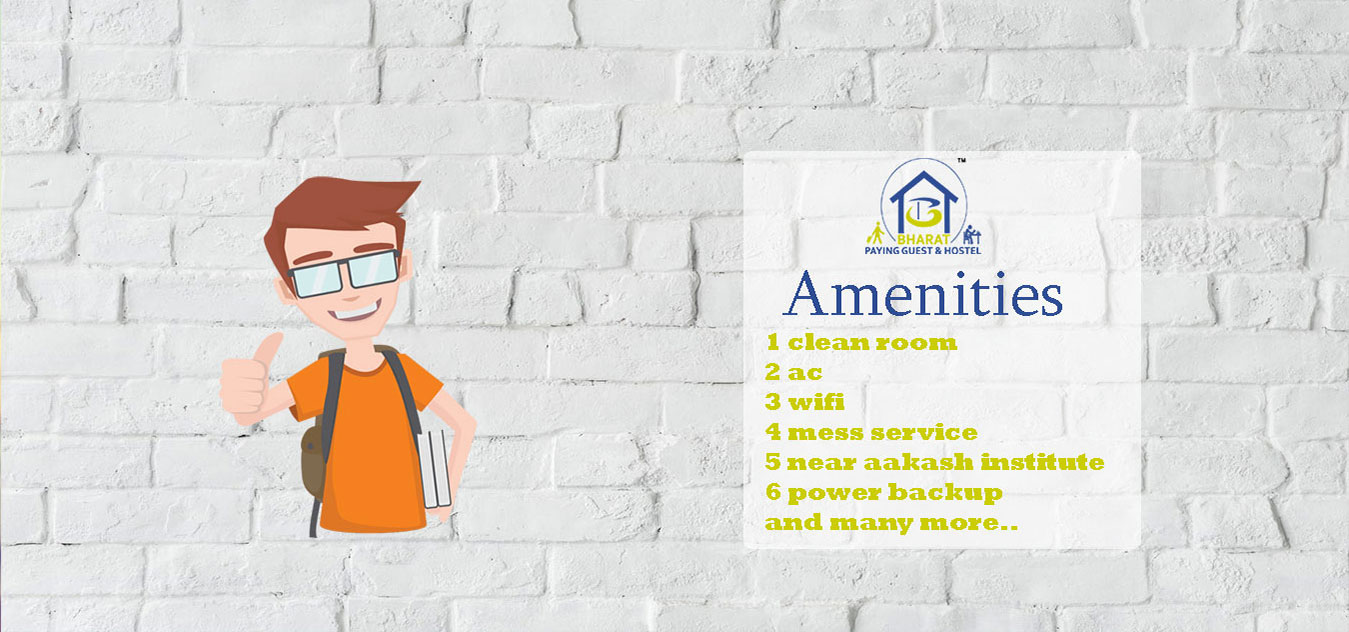 TM
BHARAT
PAYING GUEST & HOSTEL
Amenities
1 clean room
2 ac
3 wifi
4 mess service
5 near aakash institute
6 power backup
and many more..